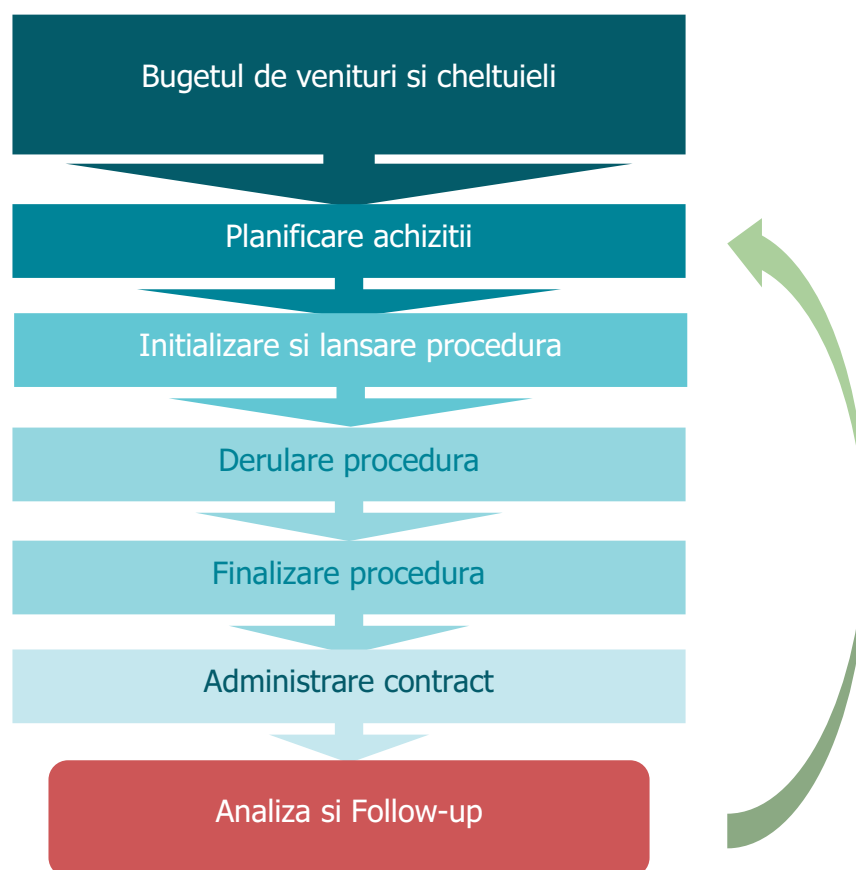 Bugetul de venituri si cheltuieli
Planificare achizitii
Initializare si lansare procedura
Derulare procedura
Finalizare procedura
Administrare contract
Analiza si Follow-up